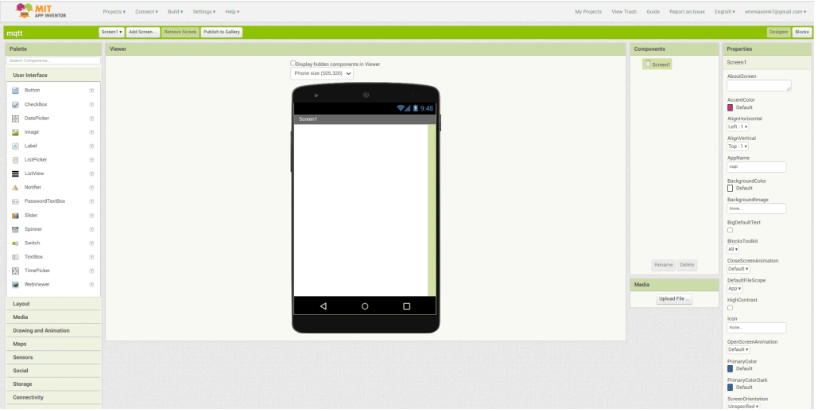 MIT
APP INVENTOR
Projects ▾ Connect ▾ Build ▾ Settings ▾ Help ▾
My Projects View Trash Guide Report an Issue English ▾
mqtt
Screen1 ▾ Add Screen ... Remove Screen Publish to Gallery
Designer Blocks
Palette
Search Components...
User Interface
Button
CheckBox
DatePicker
Image
Label
ListPicker
ListView
Notifier
PasswordTextBox
Slider
Spinner
Switch
TextBox
TimePicker
WebViewer
Layout
Media
Drawing and Animation
Maps
Sensors
Social
Storage
Connectivity
Viewer
Display hidden components in Viewer
Phone size (505,320)
9:48
Screen1
Components
Screen1
Rename Delete
Media
Upload File ...
Properties
Screen1
AboutScreen
AccentColor
Default
AlignHorizontal
Left : 1 ▾
AlignVertical
Top : 1 ▾
AppName
mqtt
BackgroundColor
Default
BackgroundImage
None...
BigDefaultText
BlocksToolkit
All ▾
CloseScreenAnimation
Default ▾
DefaultFileScope
App ▾
HighContrast
Icon
None...
OpenScreenAnimation
Default ▾
PrimaryColor
Default
PrimaryColorDark
Default
ScreenOrientation
Unspecified ▾